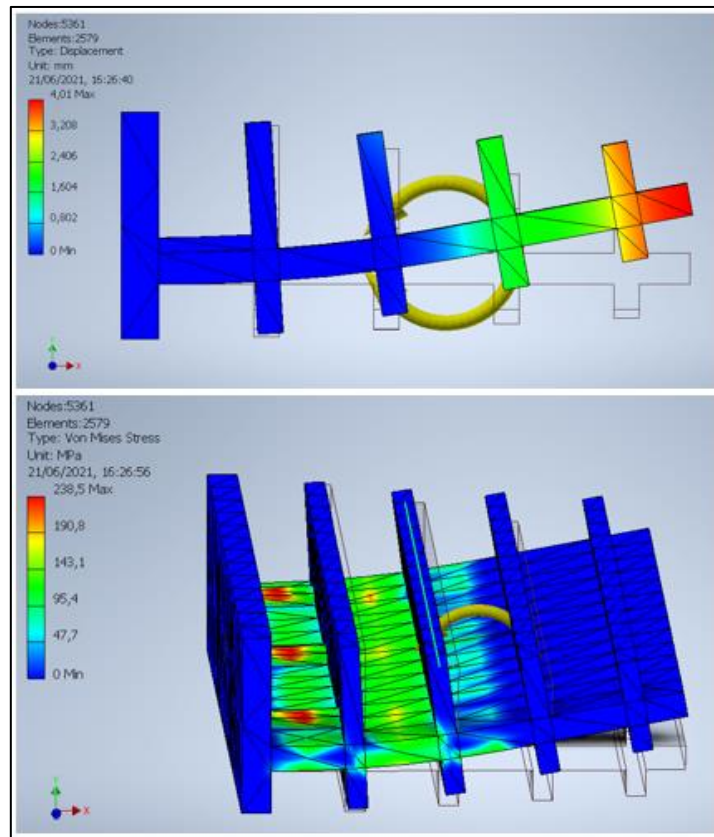 Nodes:5361
Elements:2579
Type: Displacement
Unit: mm
21/06/2021, 16:26:40
4,01 Max
3,208
2,406
1,604
0,802
0 Min
Y
X
Nodes:5361
Elements:2579
Type: Von Mises Stress
Unit: MPa
21/06/2021, 16:26:56
238,5 Max
190,8
143,1
95,4
47,7
0 Min
Y
X